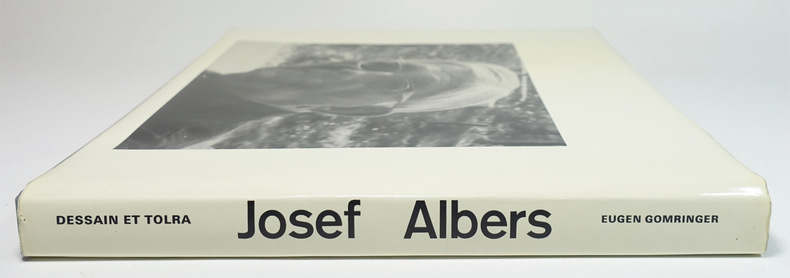 DESSAIN ET TOLRA Josef Albers EUGEN GOMRINGER